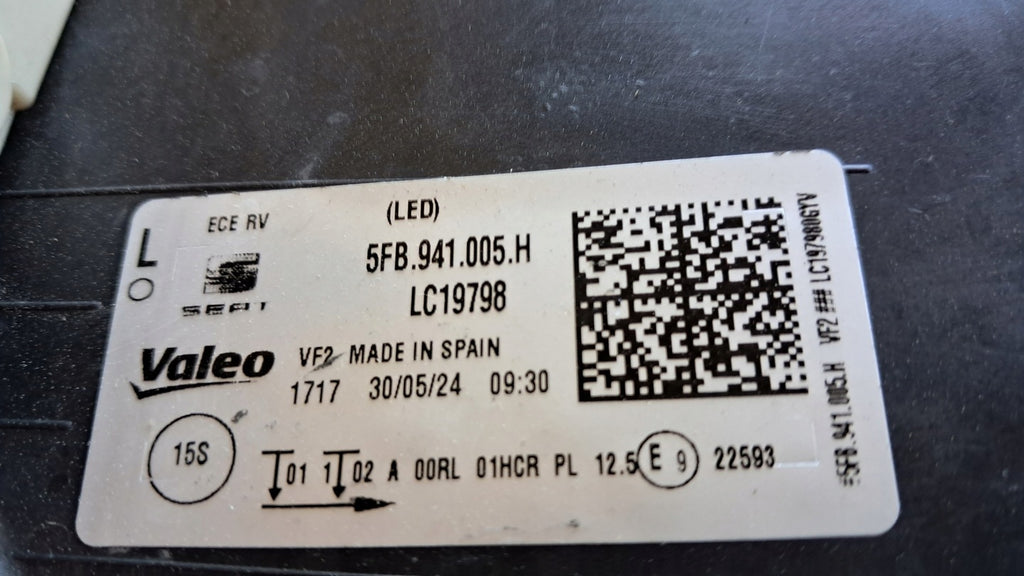 L
ECE RV
(LED)
5FB.941.005.H
SEAT
LC19798
Valeo
VF2 MADE IN SPAIN
1717 30/05/24 09:30
15S
01 1 02 A 00RL 01HCR PL 12.5 E 9 22593
5FB.941.005.H VF2 ### LC19798